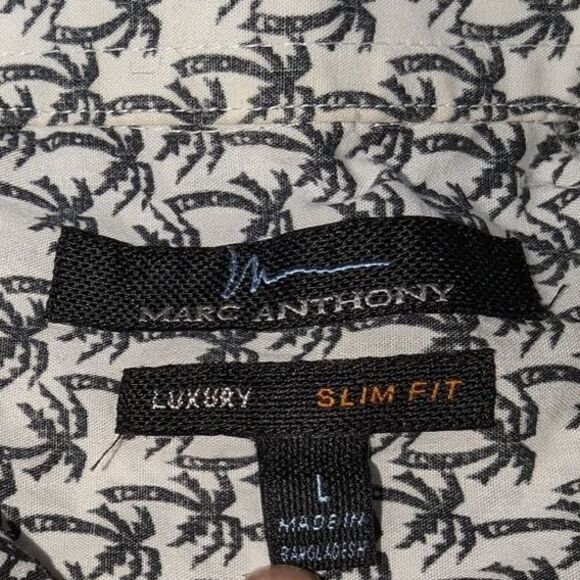 MARC ANTHONY
LUXURY SLIM FIT
L
MADE IN
BANGLADESH